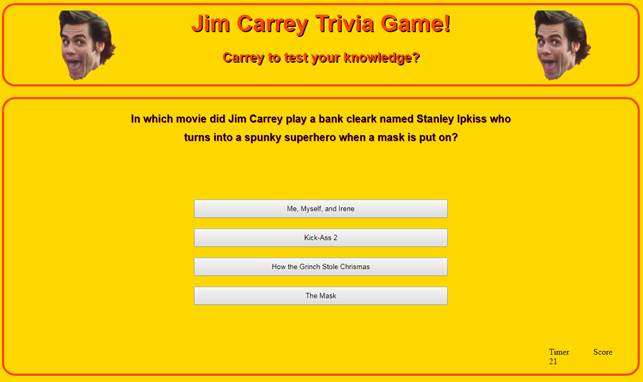 Jim Carrey Trivia Game!
Carrey to test your knowledge?
In which movie did Jim Carrey play a bank cleark named Stanley Ipkiss who
turns into a spunky superhero when a mask is put on?
Me, Myself, and Irene
Kick-Ass 2
How the Grinch Stole Chrismas
The Mask
Timer Score
21